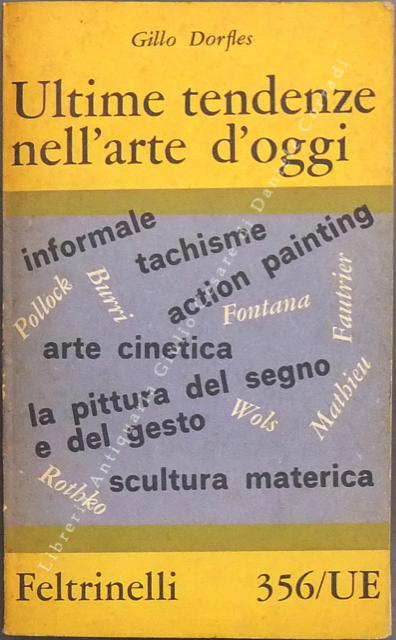 Gillo Dorfles
Ultime tendenze
nell'arte d'oggi
informale
tachisme
action painting
Pollock
Burri
Fontana
Fautrier
arte cinetica
la pittura del segno
e del gesto
Wols
Mathieu
Rothko
scultura materica
Feltrinelli 356/UE